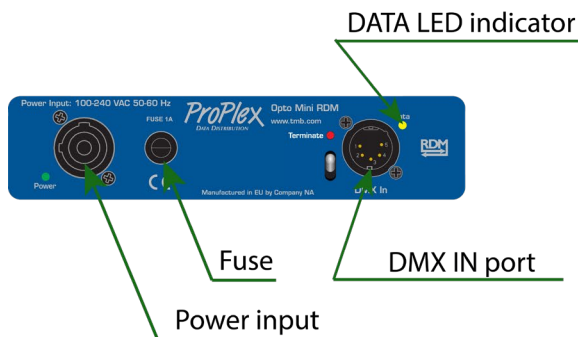 DATA LED indicator
Power Input: 100-240 VAC 50-60 Hz
FUSE 1A
ProPlex
DATA DISTRIBUTION
Opto Mini RDM
www.tmb.com
Terminate
RDM
Power
CE
Manufactured in EU by Company NA
DMX In
Fuse
DMX IN port
Power input